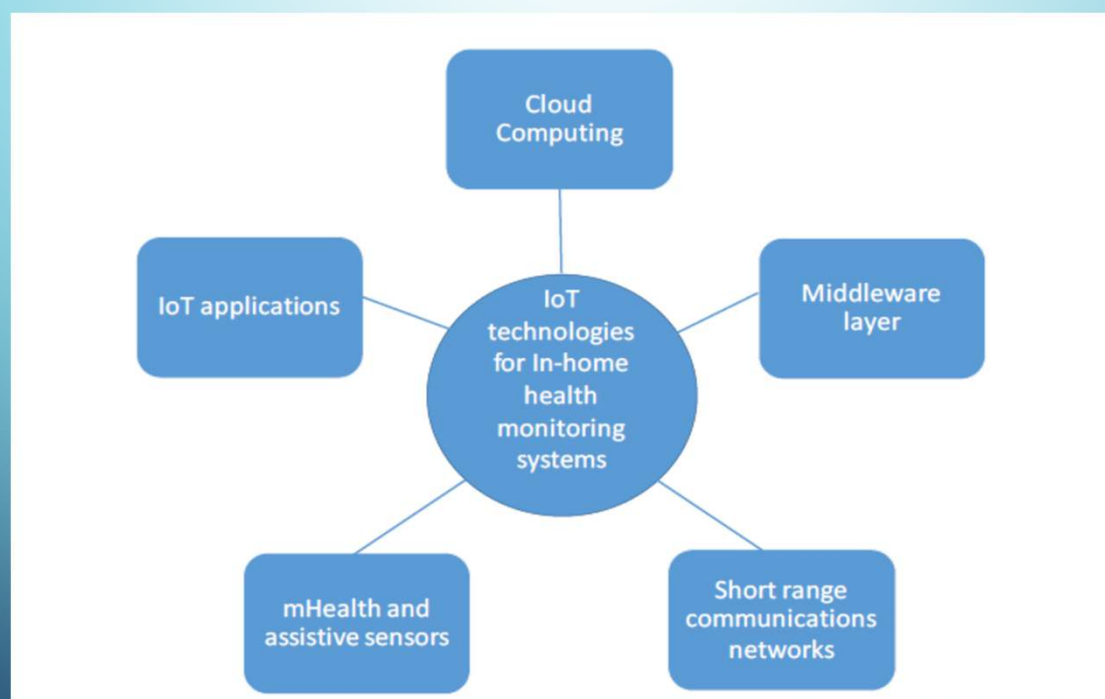 Cloud
Computing
IoT applications
Middleware
layer
IoT
technologies
for In-home
health
monitoring
systems
mHealth and
assistive sensors
Short range
communications
networks